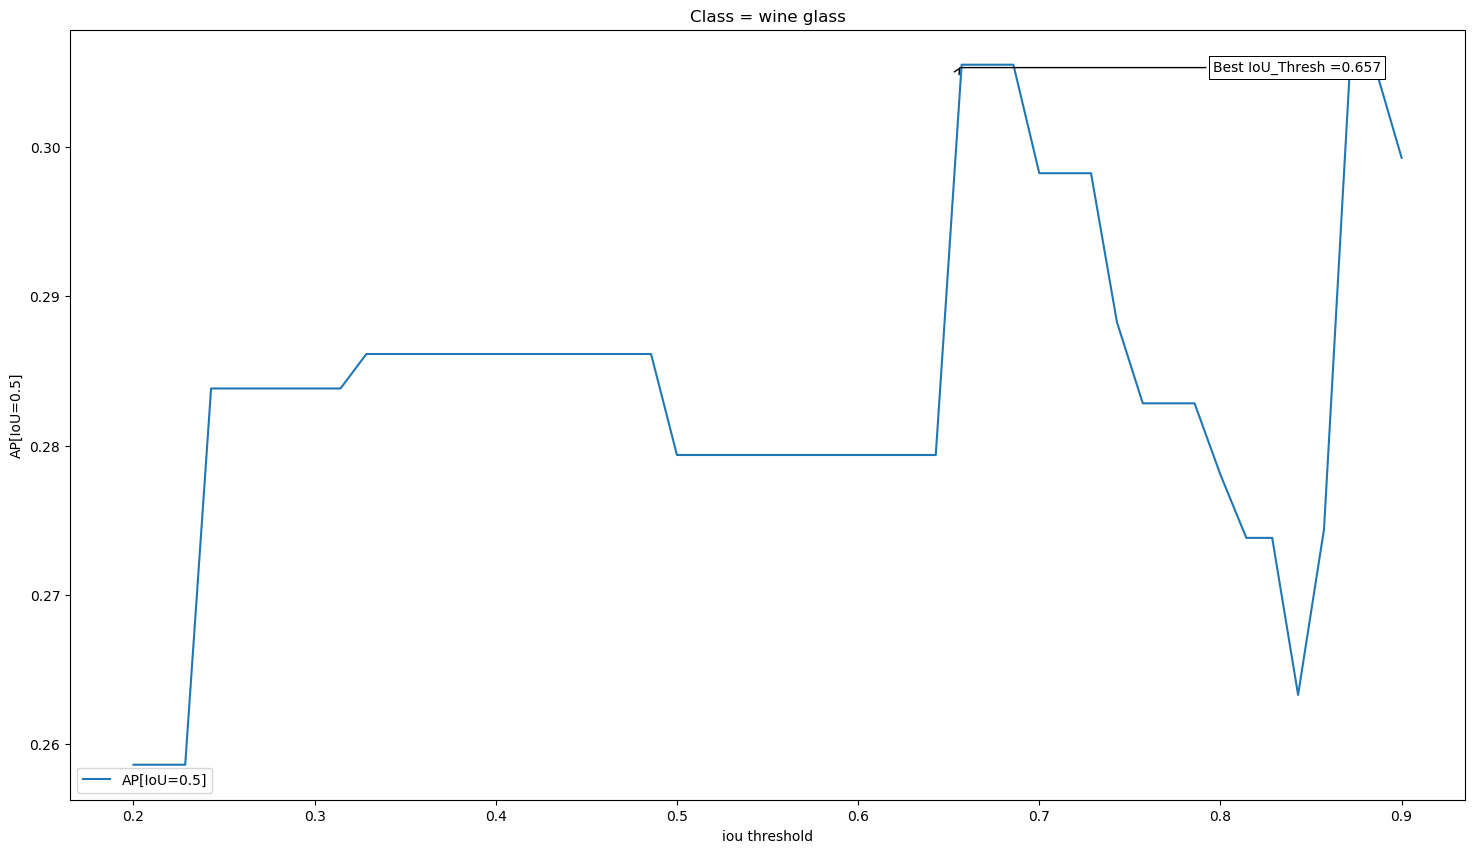 Class = wine glass
Best IoU_Thresh =0.657
0.30
0.29
0.28
0.27
0.26
AP[IoU=0.5]
AP[IoU=0.5]
0.2 0.3 0.4 0.5 0.6 0.7 0.8 0.9
iou threshold